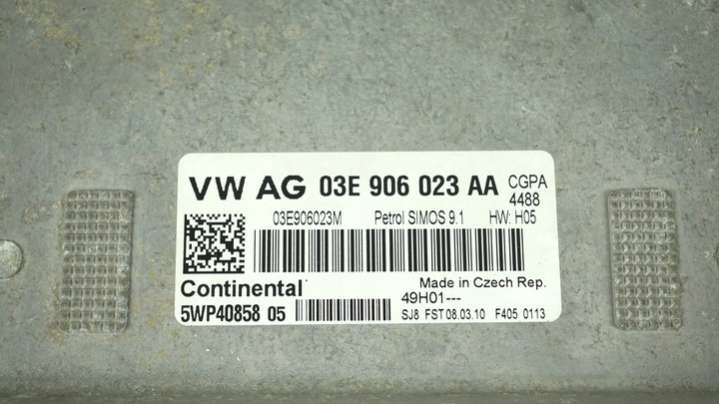 VW AG 03E 906 023 AA CGPA
4488
03E906023M Petrol SIMOS 9.1 HW: H05
Continental Made in Czech Rep.
49H01---
5WP40858 05 SJ8 FST 08.03.10 F405 0113